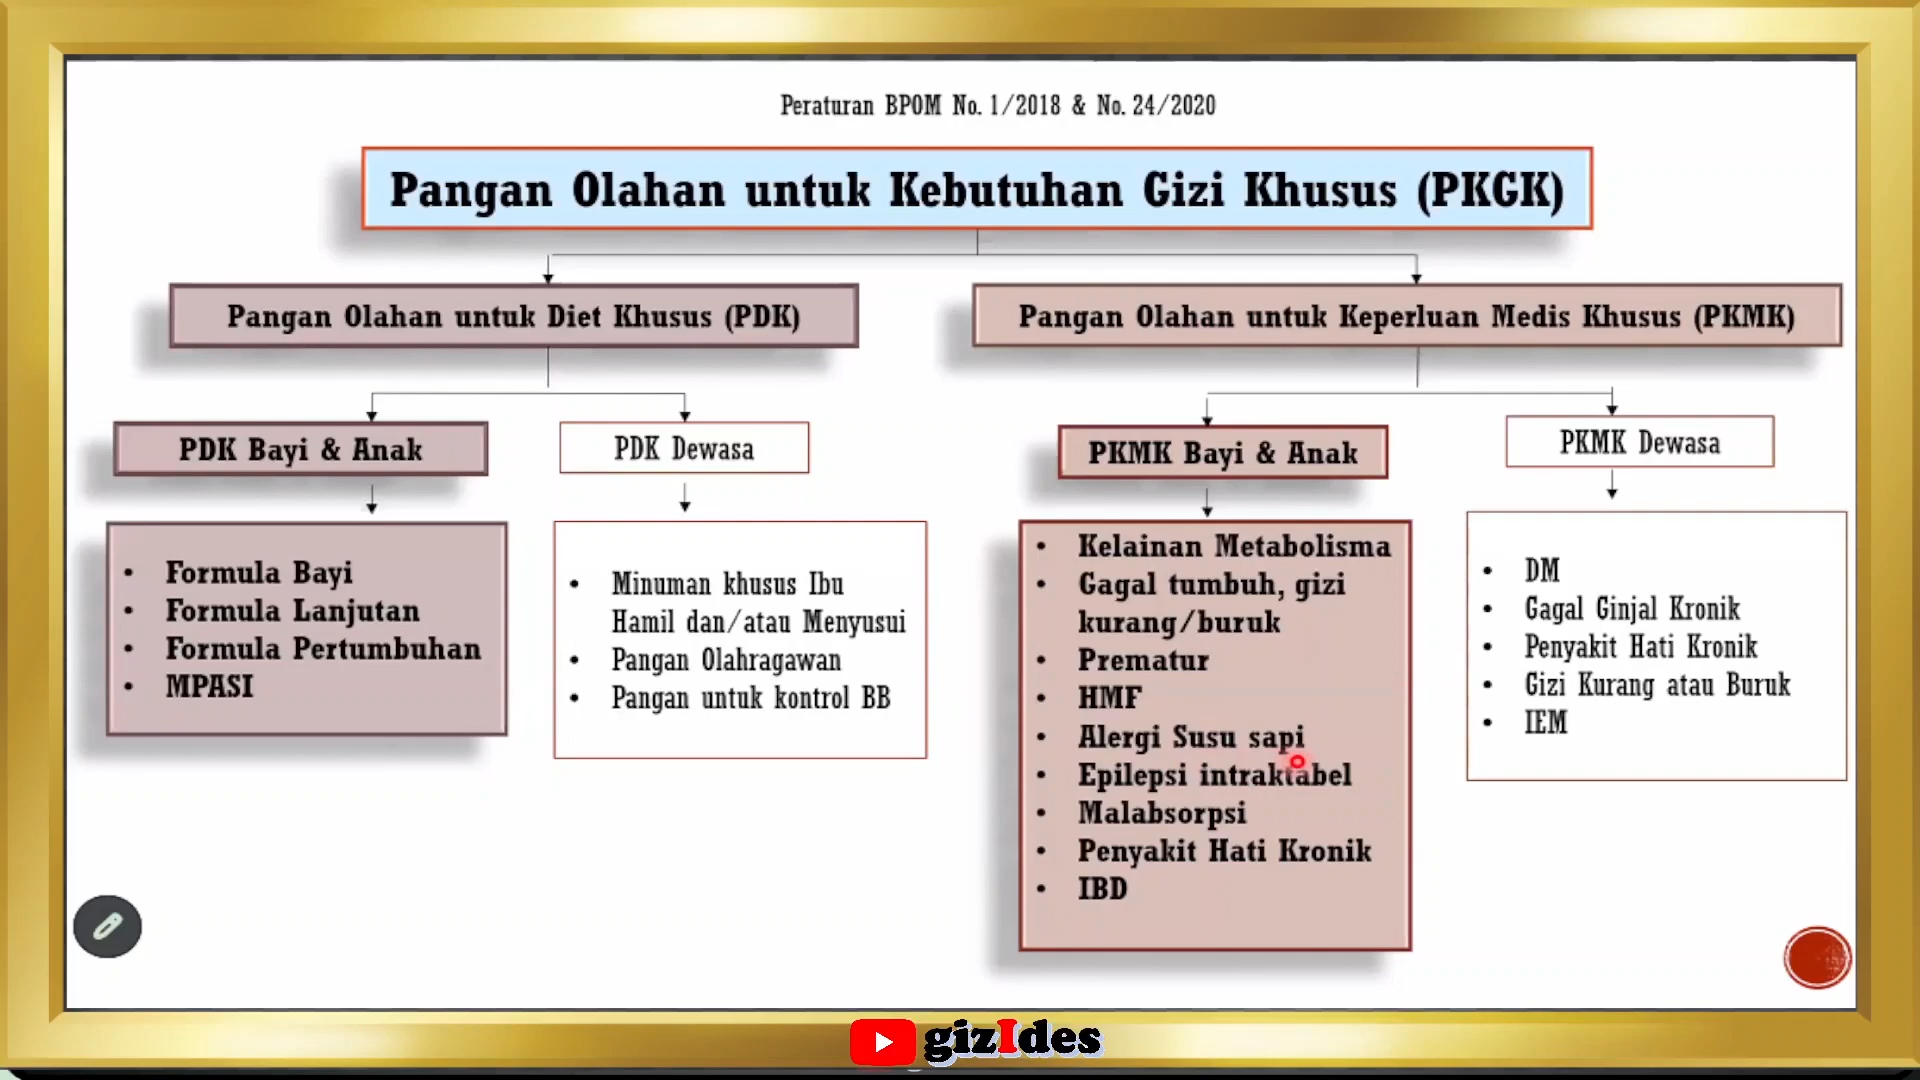 Peraturan BPOM No. 1/2018 & No. 24/2020
Pangan Olahan untuk Kebutuhan Gizi Khusus (PKGK)
Pangan Olahan untuk Diet Khusus (PDK)
PDK Bayi & Anak
• Formula Bayi
• Formula Lanjutan
• Formula Pertumbuhan
• MPASI
PDK Dewasa
• Minuman khusus Ibu
Hamil dan/atau Menyusui
• Pangan Olahragawan
• Pangan untuk kontrol BB
Pangan Olahan untuk Keperluan Medis Khusus (PKMK)
PKMK Bayi & Anak
• Kelainan Metabolisma
• Gagal tumbuh, gizi
kurang/buruk
• Prematur
• HMF
• Alergi Susu sapi
• Epilepsi intraktabel
• Malabsorpsi
• Penyakit Hati Kronik
• IBD
PKMK Dewasa
• DM
• Gagal Ginjal Kronik
• Penyakit Hati Kronik
• Gizi Kurang atau Buruk
• IEM
gizIdes